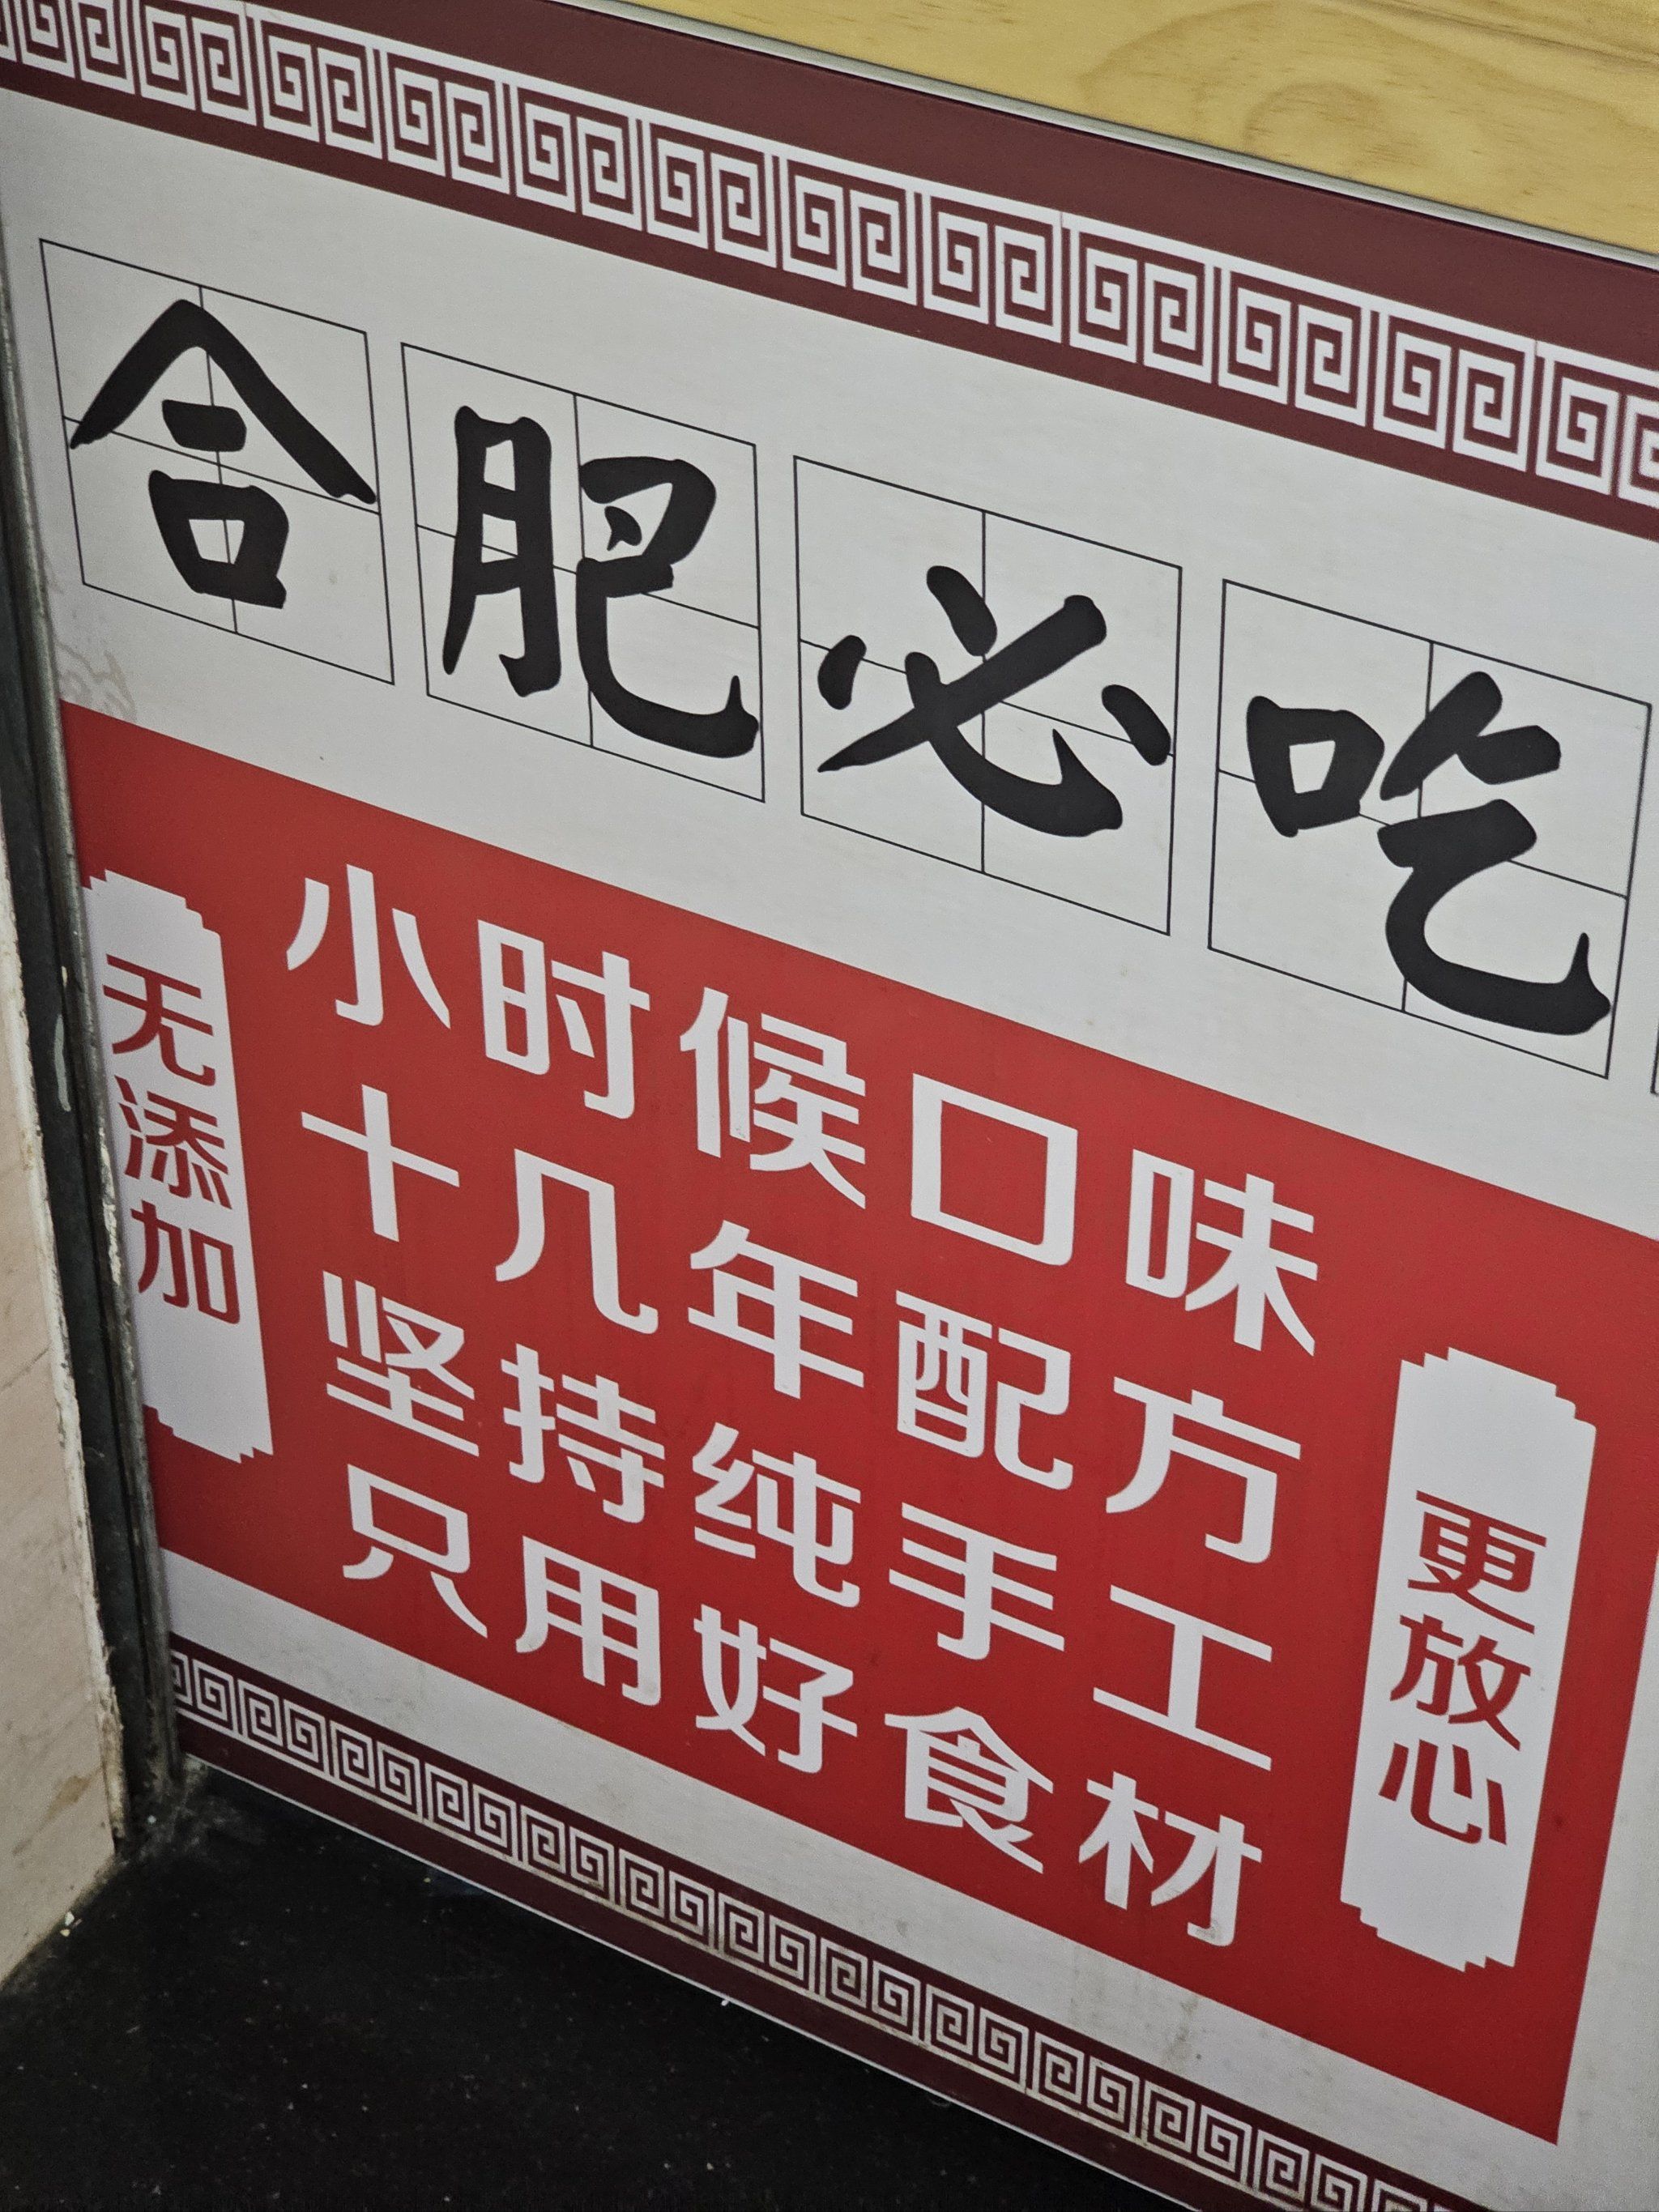 合肥必吃
无添加
小时候口味
十几年配方
坚持纯手工
只用好食材
更放心